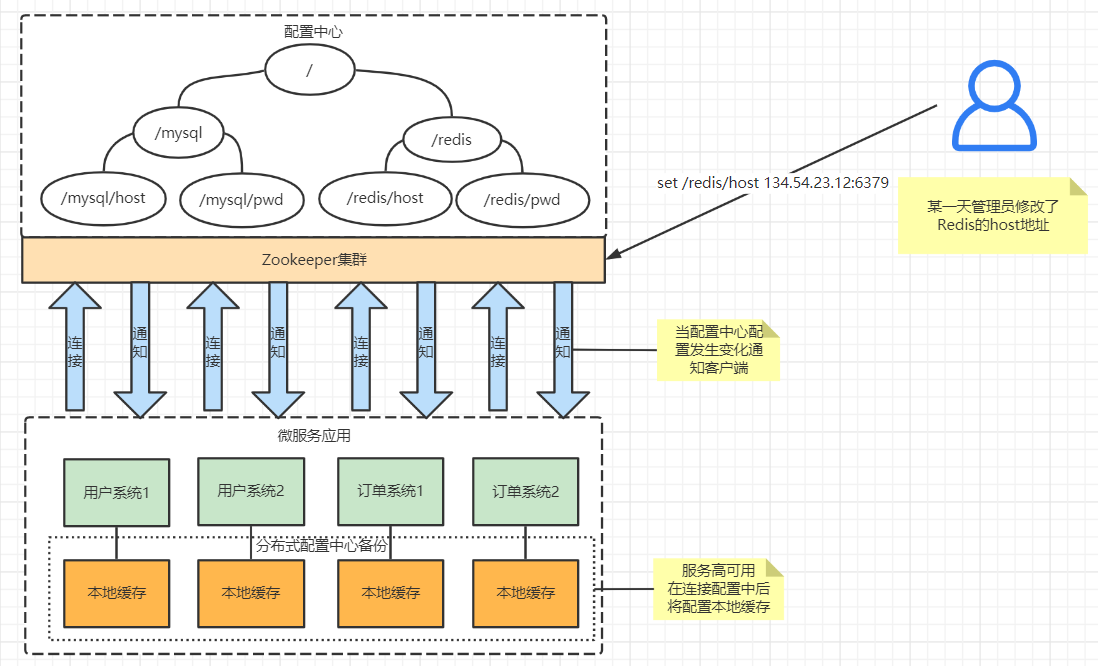 配置中心
/
/mysql
/redis
/mysql/host
/mysql/pwd
/redis/host
/redis/pwd
Zookeeper集群
set /redis/host 134.54.23.12:6379
某一天管理员修改了
Redis的host地址
连接
通知
连接
通知
连接
通知
连接
通知
当配置中心配
置发生变化通
知客户端
微服务应用
用户系统1
用户系统2
订单系统1
订单系统2
分布式配置中心备份
本地缓存
本地缓存
本地缓存
本地缓存
服务高可用
在连接配置中后
将配置本地缓存